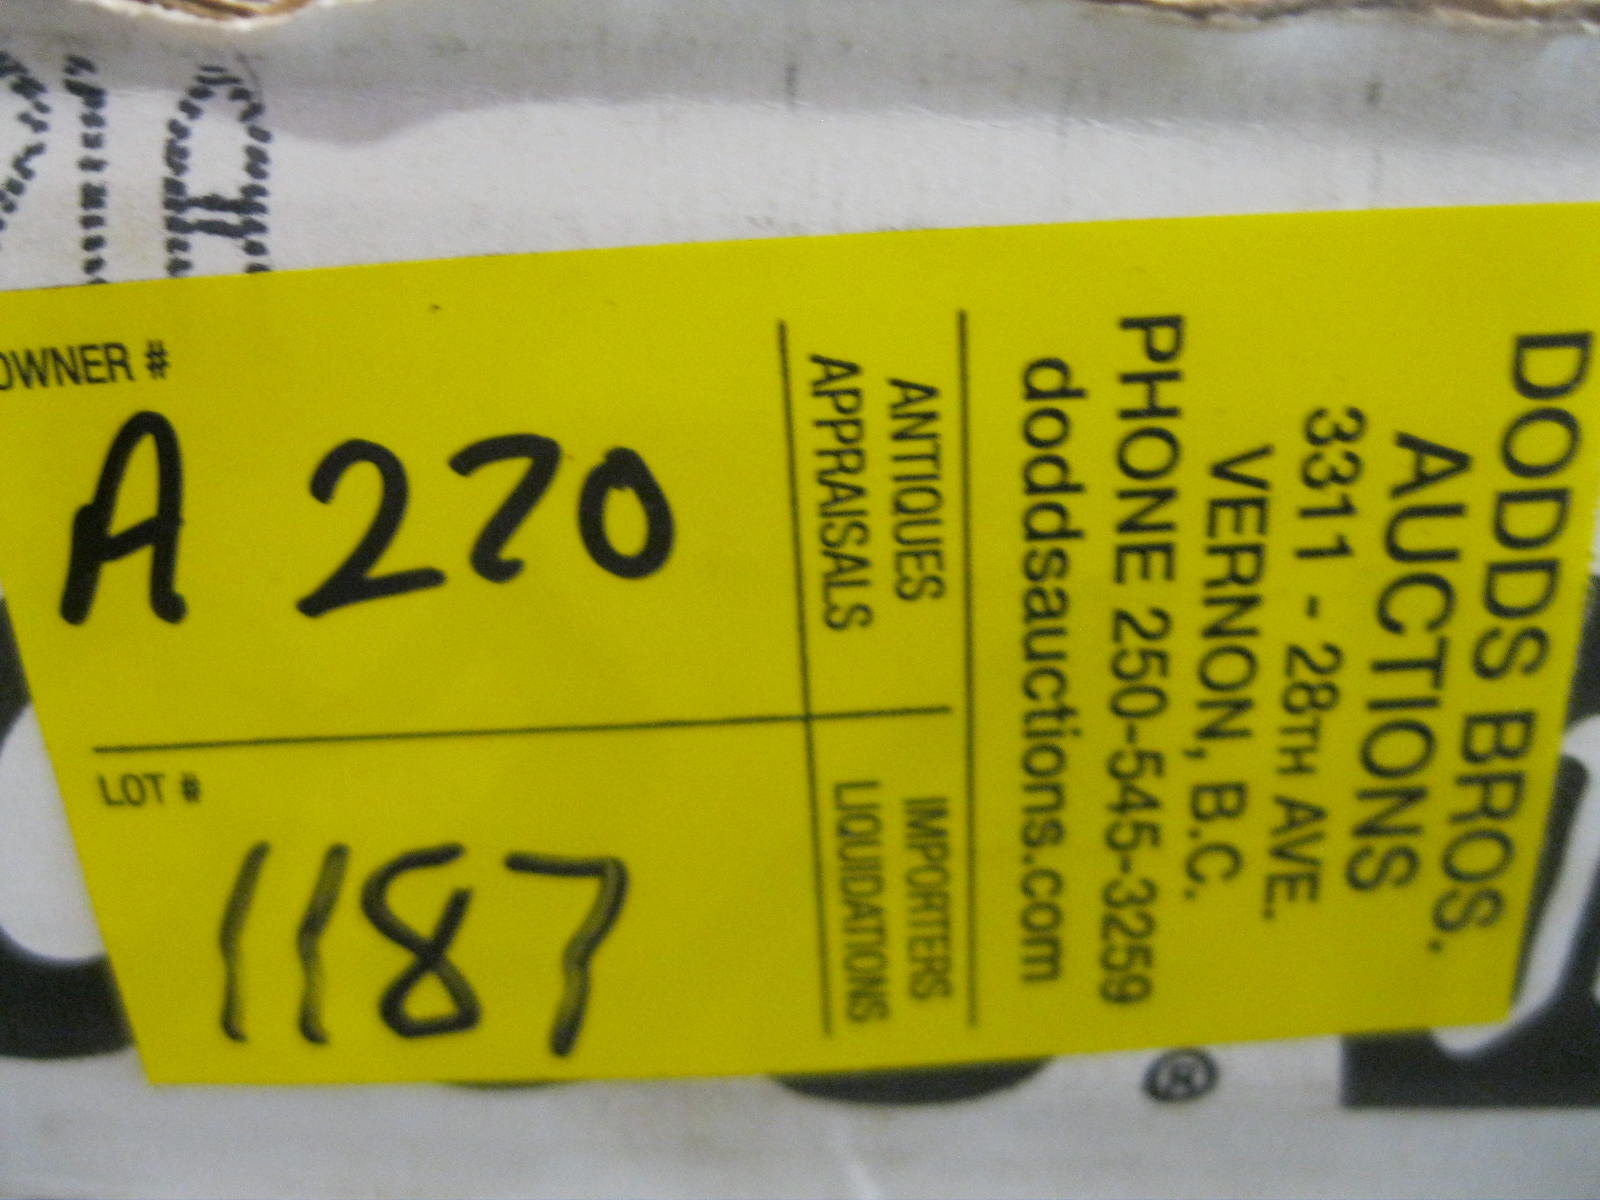 OWNER #
A 270
LOT #
1187
ANTIQUES
APPRAISALS
IMPORTERS
LIQUIDATIONS
DODDS BROS.
AUCTIONS
3311 - 28TH AVE.
VERNON, B.C.
PHONE 250-545-3259
doddsauctions.com
®